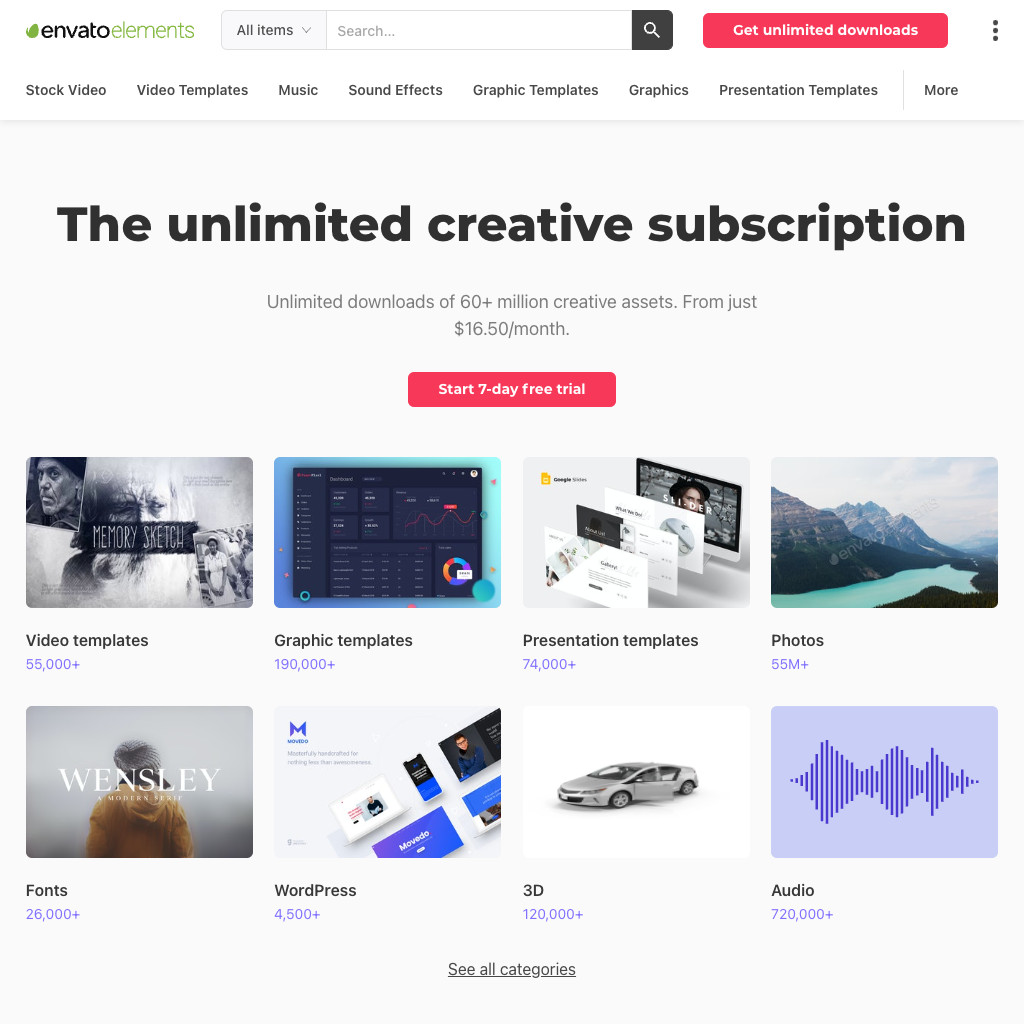 envatoelements
All items
Search...
Get unlimited downloads
Stock Video
Video Templates
Music
Sound Effects
Graphic Templates
Graphics
Presentation Templates
More
The unlimited creative subscription
Unlimited downloads of 60+ million creative assets. From just
$16.50/month.
Start 7-day free trial
MEMORY SKETCH
Dashboard
Google Slides
SLIDER
What We Do
About Us!
Gallery!
envato
Video templates
55,000+
Graphic templates
190,000+
Presentation templates
74,000+
Photos
55M+
WENSLEY
A MODERN SERIF
MOVEDO
Masterfully handcrafted for
nothing less than awesomeness.
Movedo
Fonts
26,000+
WordPress
4,500+
3D
120,000+
Audio
720,000+
See all categories